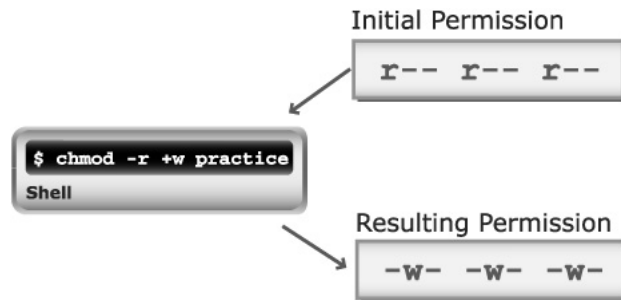 Initial Permission
r-- r-- r--
$ chmod -r +w practice
Shell
Resulting Permission
-w- -w- -w-